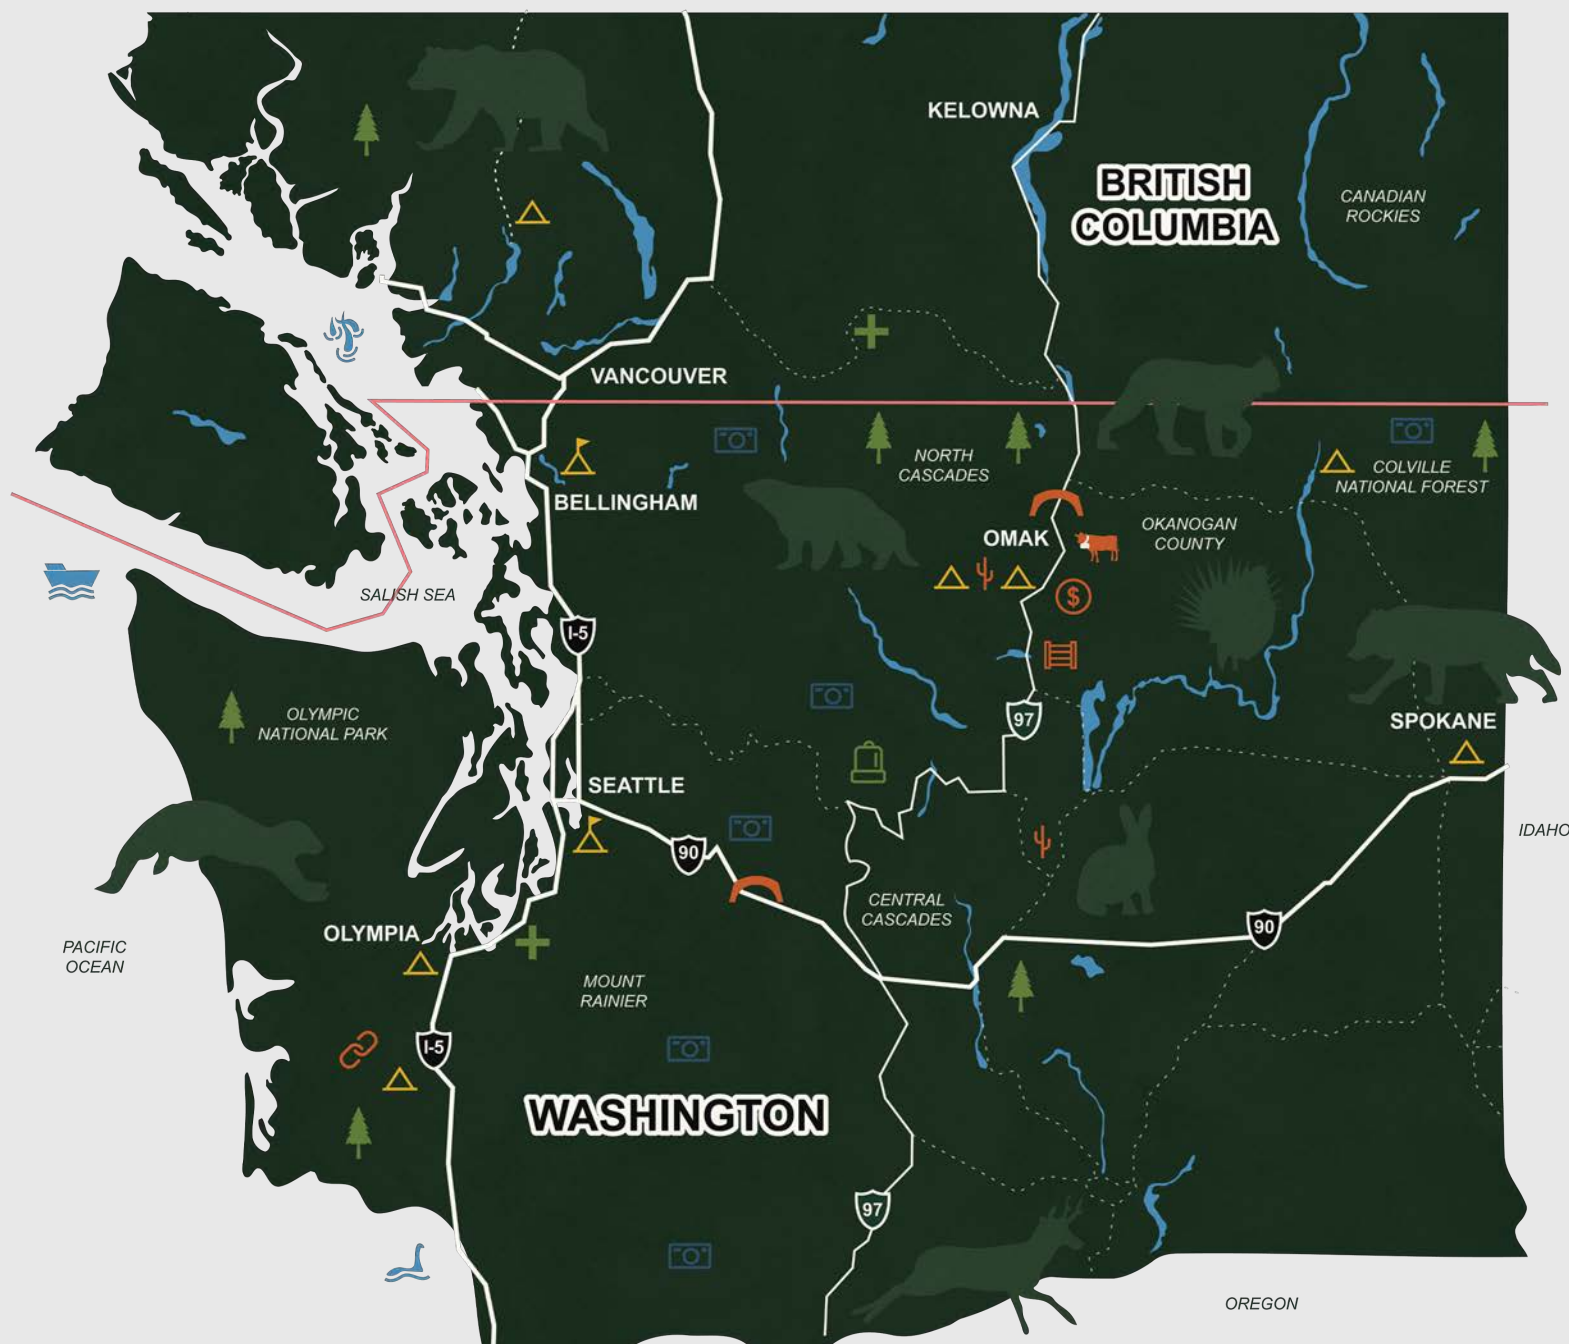 KELOWNA
BRITISH
COLUMBIA
CANADIAN
ROCKIES
VANCOUVER
NORTH
CASCADES
COLVILLE
NATIONAL FOREST
BELLINGHAM
OMAK
OKANOGAN
COUNTY
SALISH SEA
$
I-5
OLYMPIC
NATIONAL PARK
97
SPOKANE
SEATTLE
90
IDAHO
CENTRAL
CASCADES
90
OLYMPIA
PACIFIC
OCEAN
MOUNT
RAINIER
I-5
WASHINGTON
97
OREGON